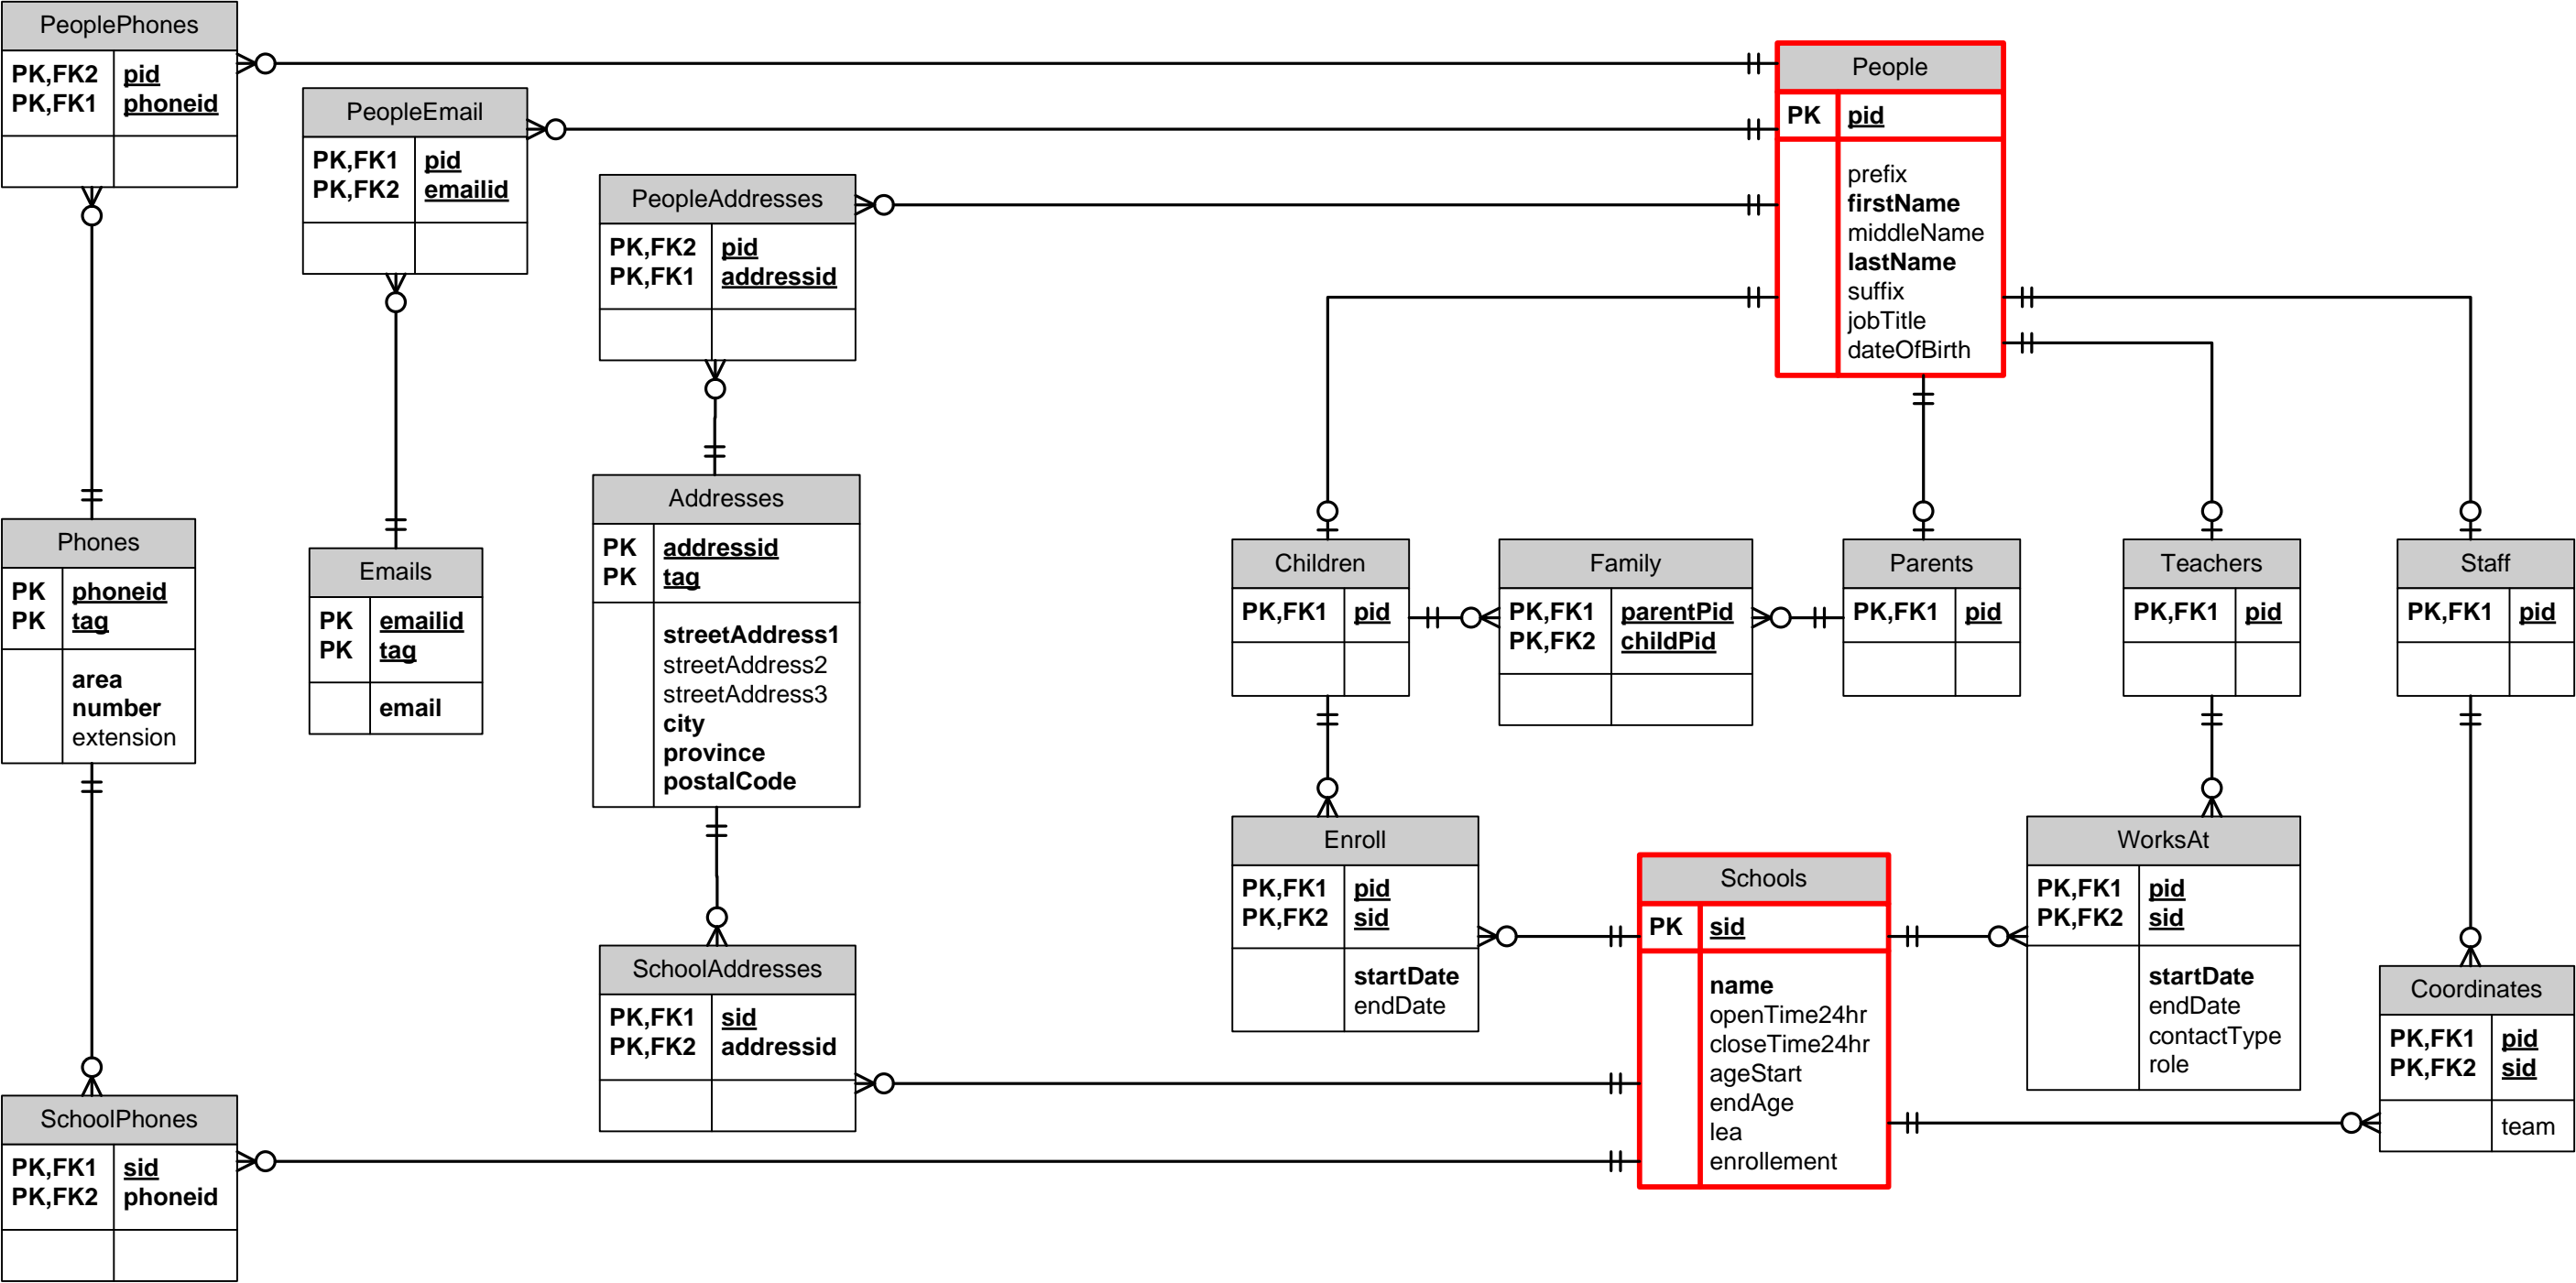 PeoplePhones
PK,FK2 pid
PK,FK1 phoneid
PeopleEmail
PK,FK1 pid
PK,FK2 emailid
PeopleAddresses
PK,FK2 pid
PK,FK1 addressid
People
PK pid
prefix
firstName
middleName
lastName
suffix
jobTitle
dateOfBirth
Phones
PK phoneid
PK tag
area
number
extension
Emails
PK emailid
PK tag
email
Addresses
PK addressid
PK tag
streetAddress1
streetAddress2
streetAddress3
city
province
postalCode
Children
PK,FK1 pid
Family
PK,FK1 parentPid
PK,FK2 childPid
Parents
PK,FK1 pid
Teachers
PK,FK1 pid
Staff
PK,FK1 pid
Enroll
PK,FK1 pid
PK,FK2 sid
startDate
endDate
Schools
PK sid
name
openTime24hr
closeTime24hr
ageStart
endAge
lea
enrollement
WorksAt
PK,FK1 pid
PK,FK2 sid
startDate
endDate
contactType
role
Coordinates
PK,FK1 pid
PK,FK2 sid
team
SchoolAddresses
PK,FK1 sid
PK,FK2 addressid
SchoolPhones
PK,FK1 sid
PK,FK2 phoneid